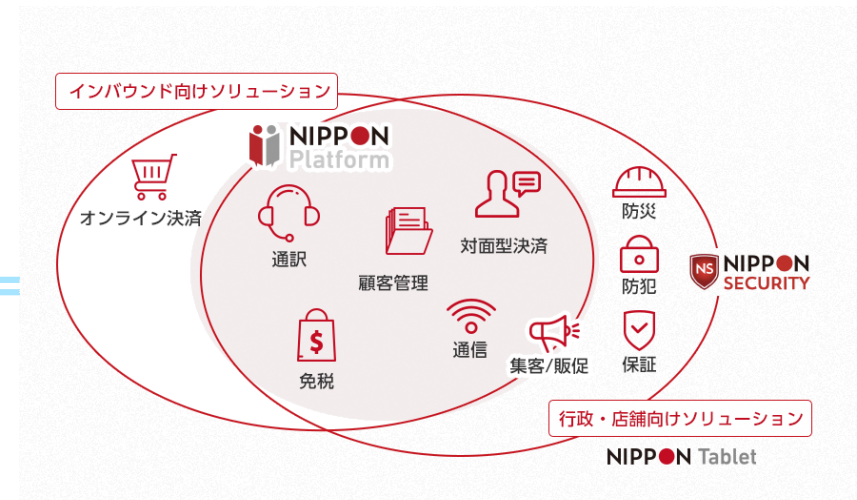 インバウンド向けソリューション
NIPPON
Platform
オンライン決済
通訳
顧客管理
対面型決済
防災
防犯
NS
NIPPON
SECURITY
免税
$
通信
集客/販促
保証
行政・店舗向けソリューション
NIPPON Tablet